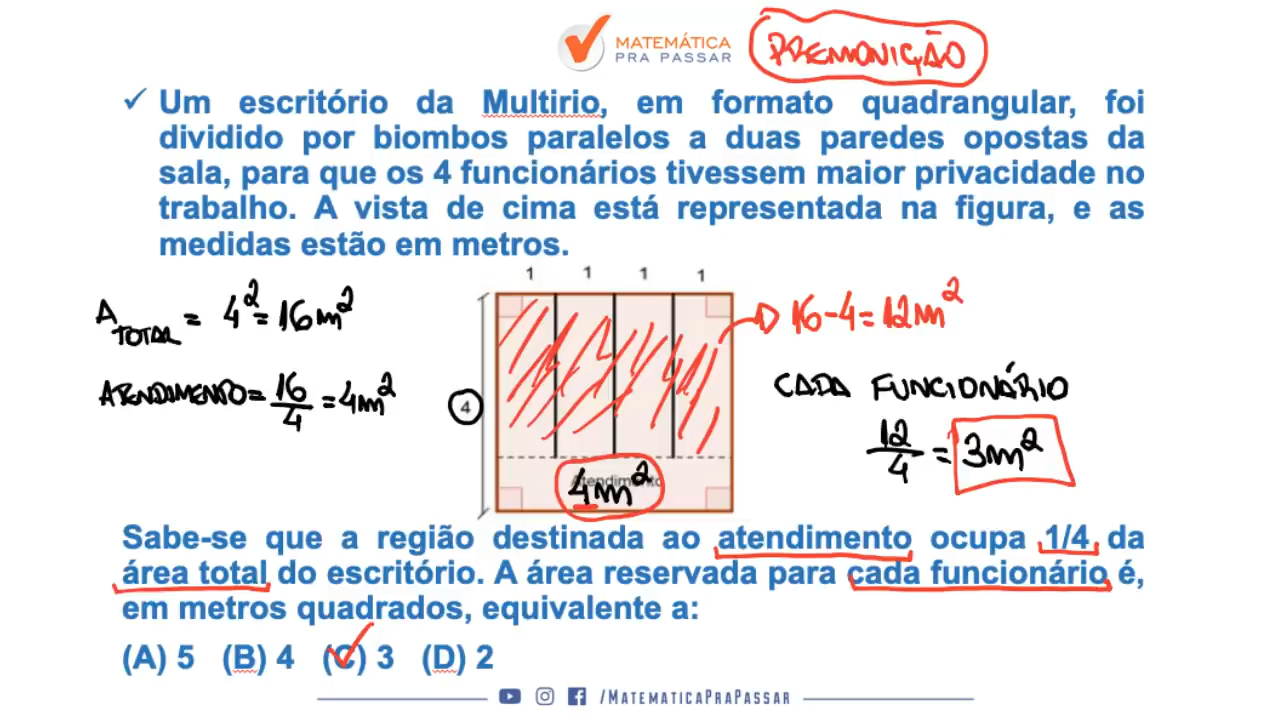 MATEMÁTICA
PRA PASSAR
PREMONIÇÃO
✓ Um escritório da Multirio, em formato quadrangular, foi
dividido por biombos paralelos a duas paredes opostas da
sala, para que os 4 funcionários tivessem maior privacidade no
trabalho. A vista de cima está representada na figura, e as
medidas estão em metros.
1 1 1 1
A TOTAL = 4² = 16m²
16-4=12m²
ATENDIMENTO = 16/4 = 4m²
4
CADA FUNCIONÁRIO
12/4 = 3m²
Atendimento
4m²
Sabe-se que a região destinada ao atendimento ocupa 1/4 da
área total do escritório. A área reservada para cada funcionário é,
em metros quadrados, equivalente a:
(A) 5 (B) 4 (C) 3 (D) 2
/MATEMATICAPRAPASSAR